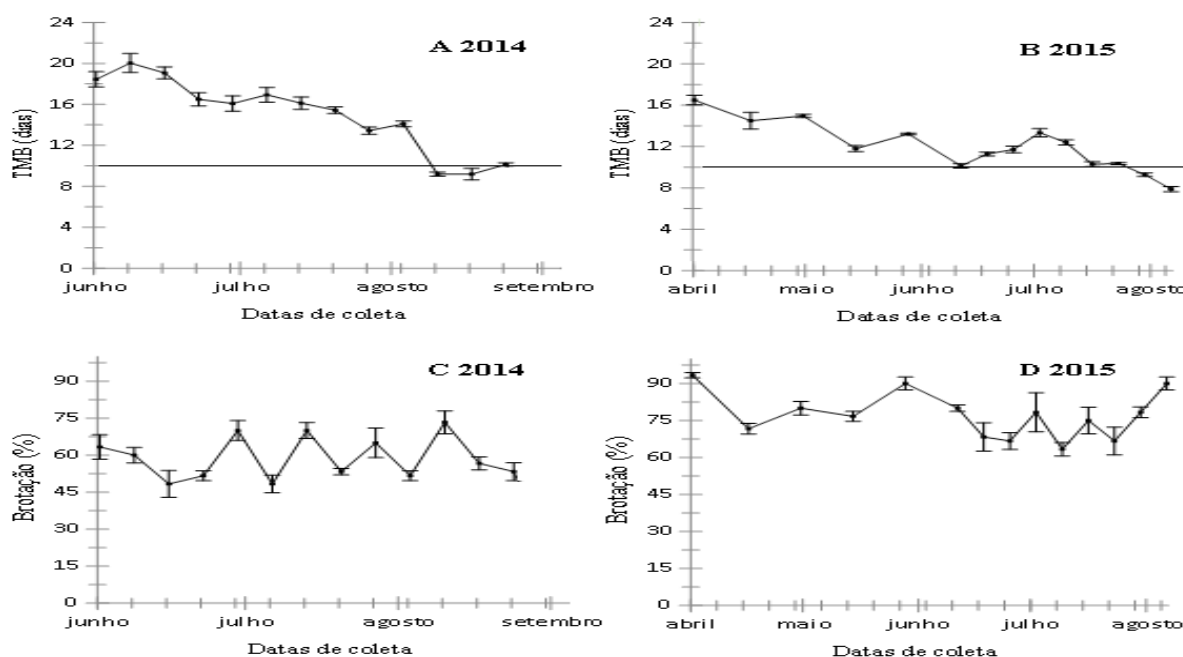 A 2014
TMB (dias)
24
20
16
12
8
4
0
junho
julho
agosto
setembro
Datas de coleta
B 2015
TMB (dias)
24
20
16
12
8
4
0
abril
maio
junho
julho
agosto
Datas de coleta
C 2014
Brotação (%)
90
75
60
45
30
15
0
junho
julho
agosto
setembro
Datas de coleta
D 2015
Brotação (%)
90
75
60
45
30
15
0
abril
maio
junho
julho
agosto
Datas de coleta